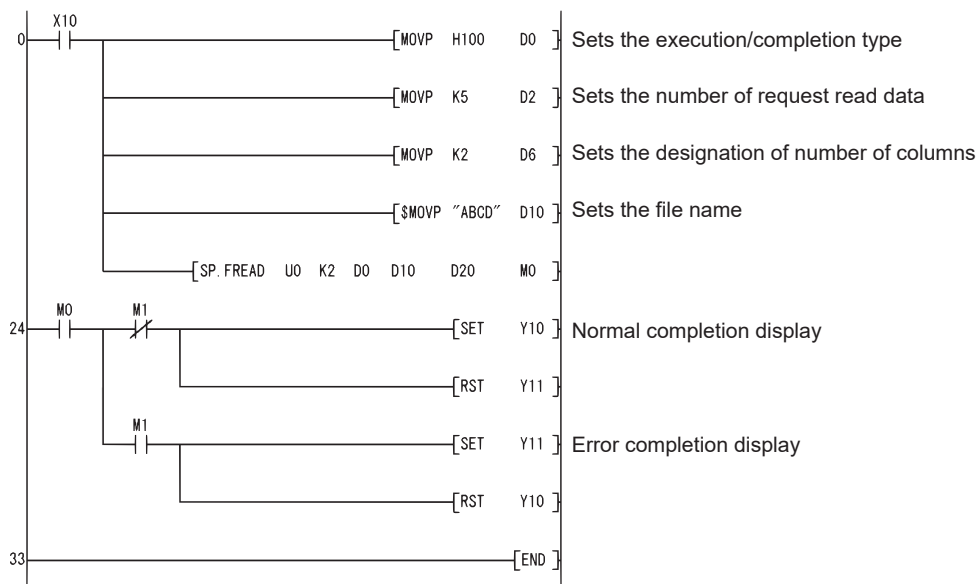 X10
0 [MOVP H100 D0] Sets the execution/completion type
[MOVP K5 D2] Sets the number of request read data
[MOVP K2 D6] Sets the designation of number of columns
[$MOVP "ABCD" D10] Sets the file name
[SP.FREAD U0 K2 D0 D10 D20 M0]
M0 M1
24 [SET Y10] Normal completion display
[RST Y11]
M1
[SET Y11] Error completion display
[RST Y10]
33 [END]